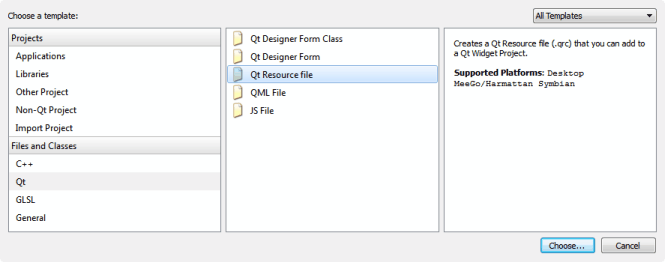 Choose a template:
All Templates
Projects
Applications
Libraries
Other Project
Non-Qt Project
Import Project
Files and Classes
C++
Qt
GLSL
General
Qt Designer Form Class
Qt Designer Form
Qt Resource file
QML File
JS File
Creates a Qt Resource file (.qrc) that you can add to
a Qt Widget Project.
Supported Platforms: Desktop
MeeGo/Harmattan Symbian
Choose...
Cancel